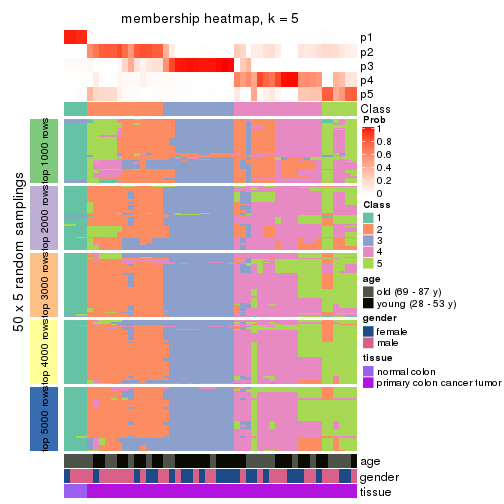 membership heatmap, k = 5
p1
p2
p3
p4
p5
Class
Prob
1
0.8
0.6
0.4
0.2
0
Class
1
2
3
4
5
age
old (69 - 87 y)
young (28 - 53 y)
gender
female
male
tissue
normal colon
primary colon cancer tumor
50 x 5 random samplings
top 1000 rows
top 2000 rows
top 3000 rows
top 4000 rows
top 5000 rows
age
gender
tissue